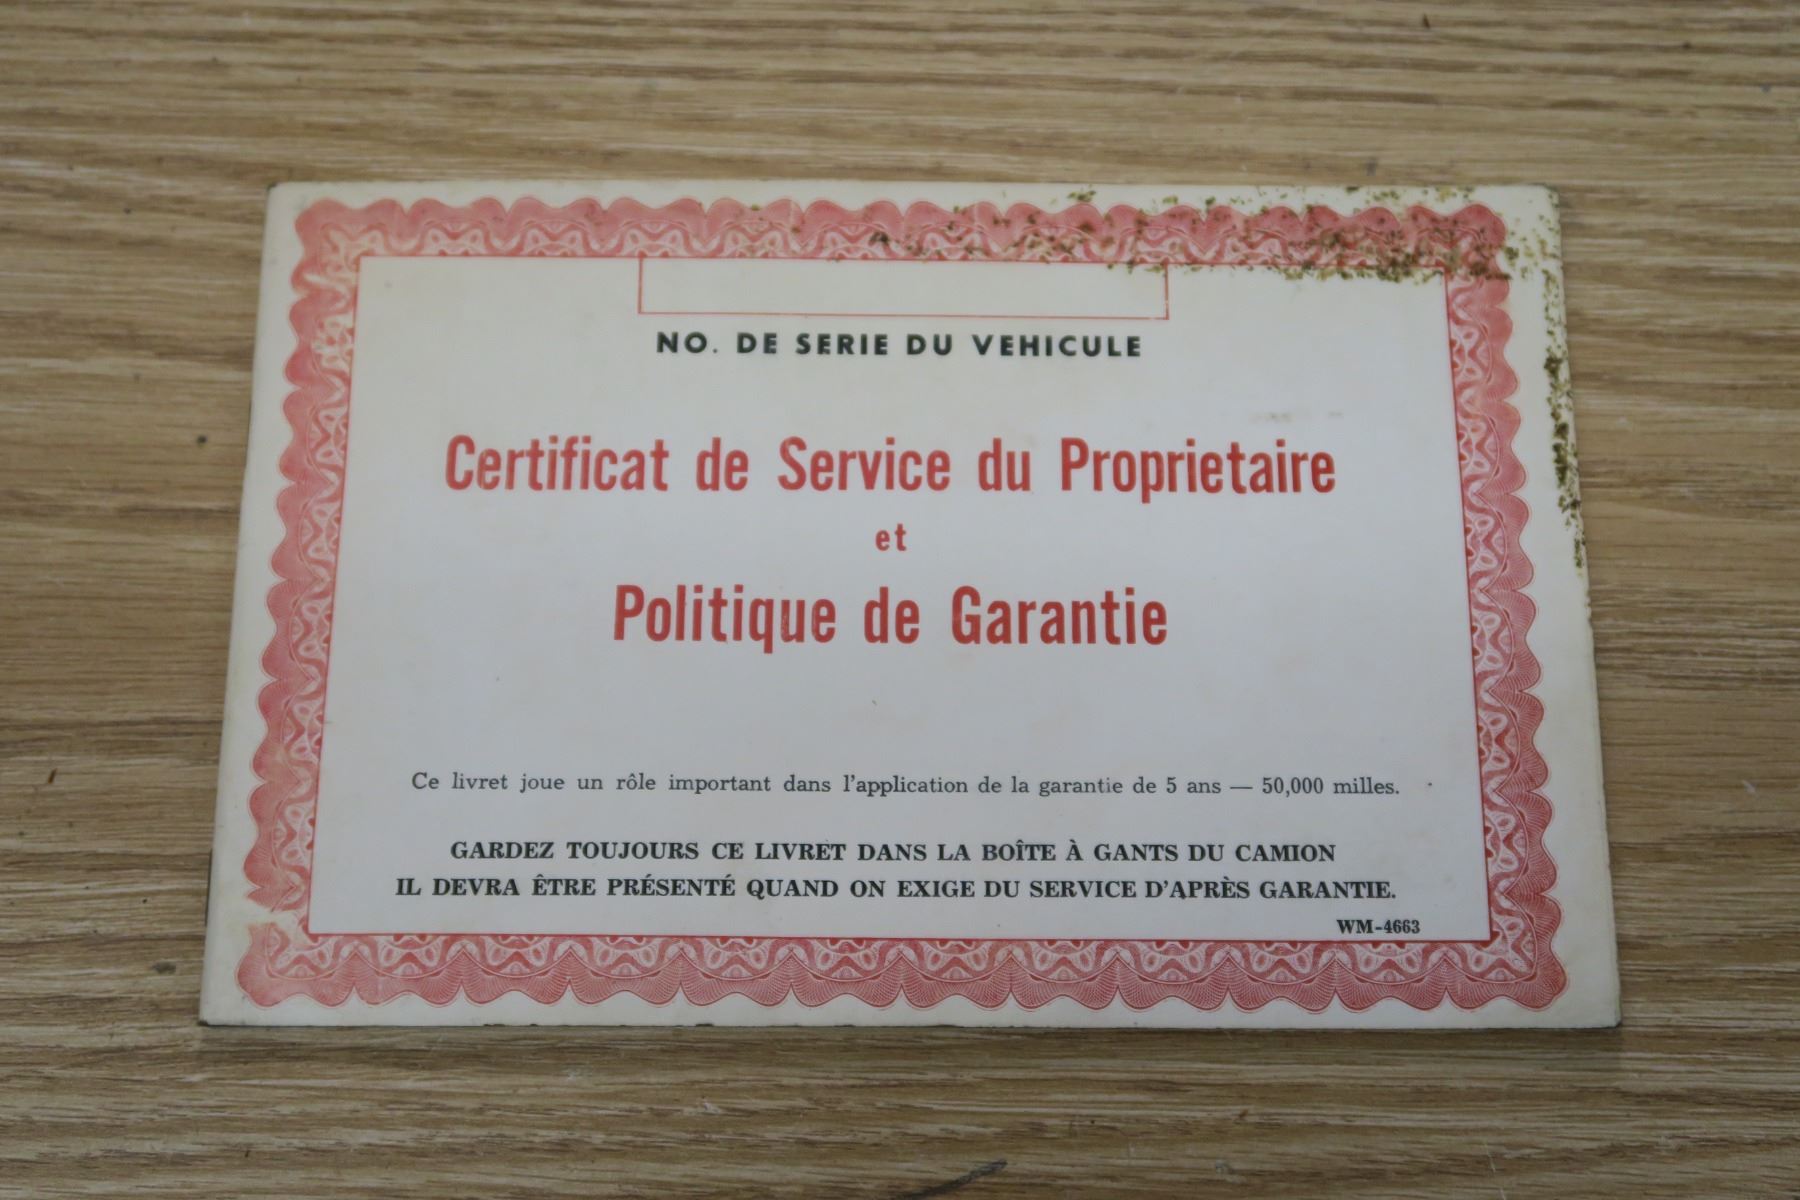 NO. DE SERIE DU VEHICULE
Certificat de Service du Proprietaire
et
Politique de Garantie
Ce livret joue un rôle important dans l'application de la garantie de 5 ans — 50,000 milles.
GARDEZ TOUJOURS CE LIVRET DANS LA BOÎTE À GANTS DU CAMION
IL DEVRA ÊTRE PRÉSENTÉ QUAND ON EXIGE DU SERVICE D'APRÈS GARANTIE.
WM-4663